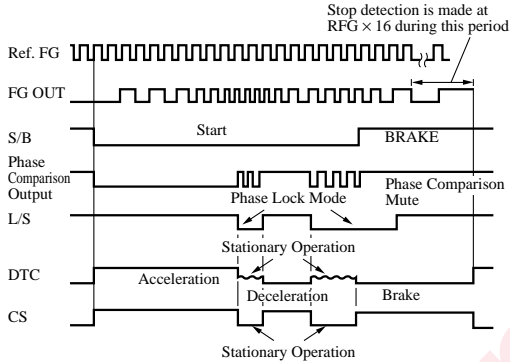 Stop detection is made at
RFG × 16 during this period
Ref. FG
FG OUT
S/B
Start
BRAKE
Phase
Comparison
Output
Phase Comparison
Mute
Phase Lock Mode
L/S
Stationary Operation
DTC
Acceleration
Deceleration
Brake
CS
Stationary Operation